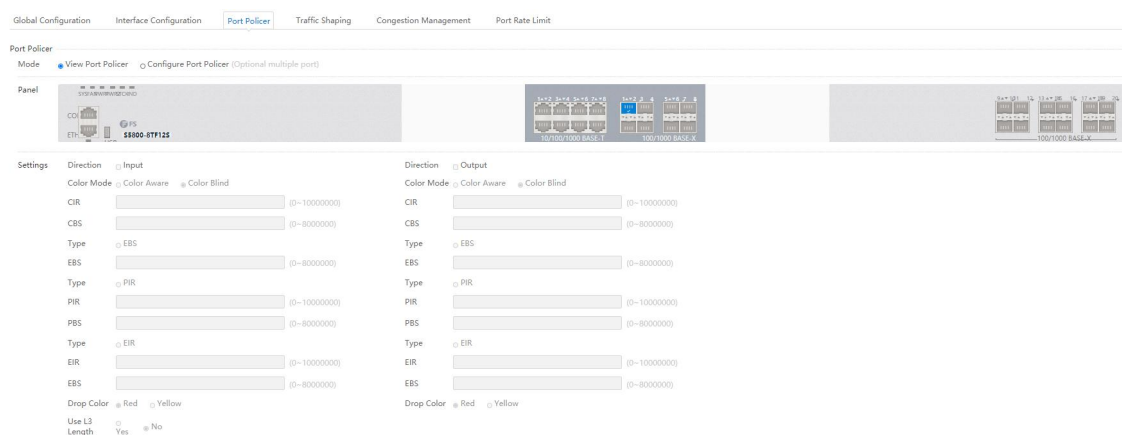 Global Configuration Interface Configuration Port Policer Traffic Shaping Congestion Management Port Rate Limit
Port Policer
Mode View Port Policer Configure Port Policer (Optional multiple port)
Panel
FS
S5800-8TF12S
10/100/1000 BASE-T 100/1000 BASE-X 100/1000 BASE-X
Settings Direction Input Direction Output
Color Mode Color Aware Color Blind Color Mode Color Aware Color Blind
CIR (0~10000000) CIR (0~10000000)
CBS (0~8000000) CBS (0~8000000)
Type EBS Type EBS
EBS (0~8000000) EBS (0~8000000)
Type PIR Type PIR
PIR (0~10000000) PIR (0~10000000)
PBS (0~8000000) PBS (0~8000000)
Type EIR Type EIR
EIR (0~10000000) EIR (0~10000000)
EBS (0~8000000) EBS (0~8000000)
Drop Color Red Yellow Drop Color Red Yellow
Use L3
Length Yes No